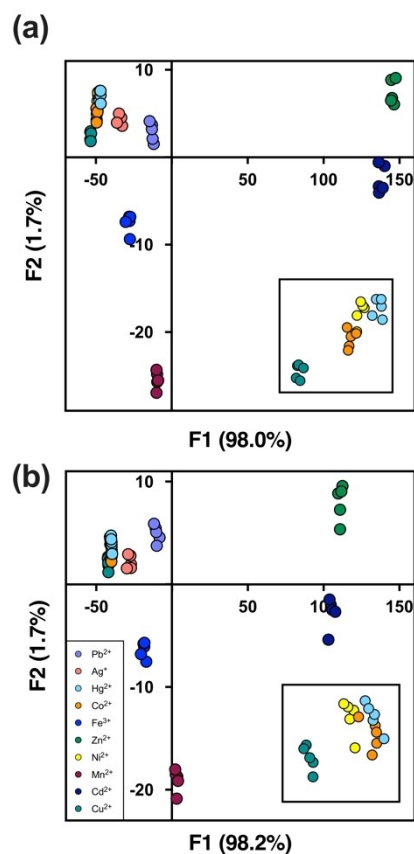 (a)
10
-50
50
100
150
-10
-20
F2 (1.7%)
F1 (98.0%)
(b)
10
-50
50
100
150
-10
-20
F2 (1.7%)
Pb²⁺
Ag⁺
Hg²⁺
Co²⁺
Fe³⁺
Zn²⁺
Ni²⁺
Mn²⁺
Cd²⁺
Cu²⁺
F1 (98.2%)